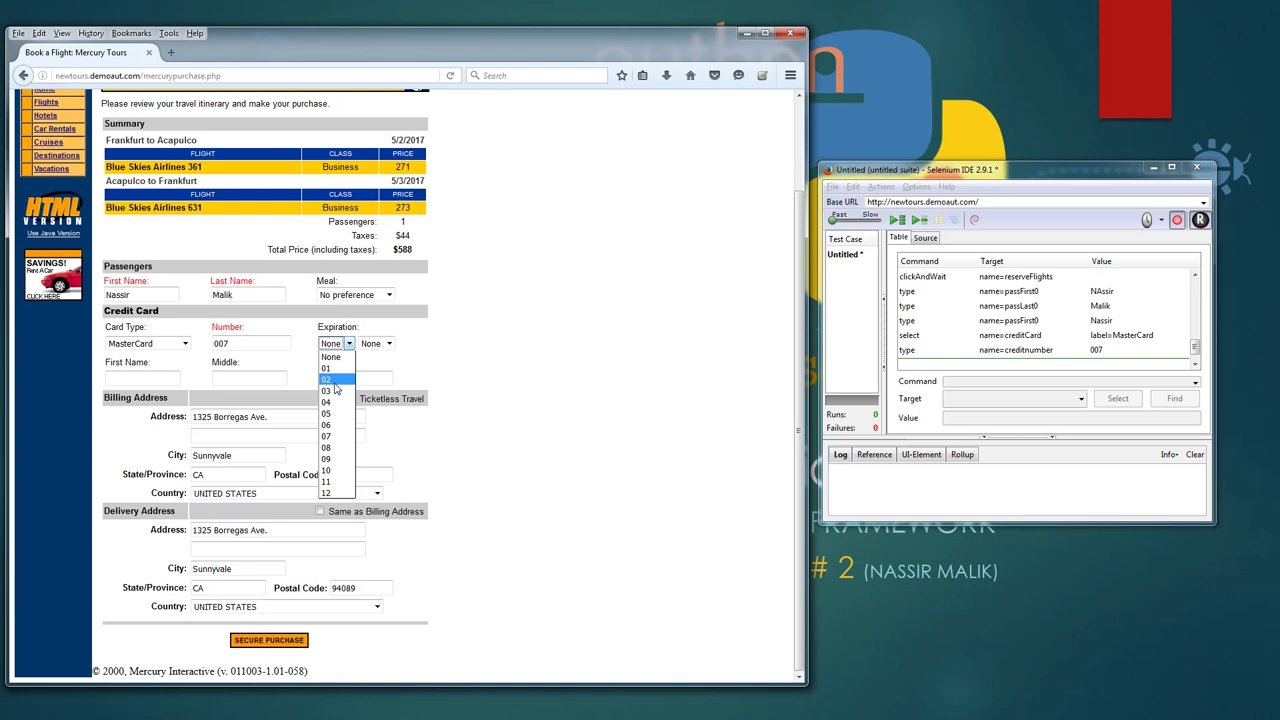 File Edit View History Bookmarks Tools Help
Book a Flight: Mercury Tours
newtours.demoaut.com/mercurypurchase.php
Search
Home
Flights
Hotels
Car Rentals
Cruises
Destinations
Vacations
HTML
VERSION
Use Java Version
SAVINGS!
Rent A Car
CLICK HERE
Please review your travel itinerary and make your purchase.
Summary
Frankfurt to Acapulco 5/2/2017
FLIGHT CLASS PRICE
Blue Skies Airlines 361 Business 271
Acapulco to Frankfurt 5/3/2017
FLIGHT CLASS PRICE
Blue Skies Airlines 631 Business 273
Passengers: 1
Taxes: $44
Total Price (including taxes): $588
Passengers
First Name: Last Name: Meal:
Nassir Malik No preference
Credit Card
Card Type: Number: Expiration:
MasterCard 007 None None
First Name: Middle:
None
01
02
03
04
05
06
07
08
09
10
11
12
Billing Address Ticketless Travel
Address: 1325 Borregas Ave.
City: Sunnyvale
State/Province: CA Postal Co
Country: UNITED STATES
Delivery Address Same as Billing Address
Address: 1325 Borregas Ave.
City: Sunnyvale
State/Province: CA Postal Code: 94089
Country: UNITED STATES
SECURE PURCHASE
© 2000, Mercury Interactive (v. 011003-1.01-058)
Untitled (untitled suite) - Selenium IDE 2.9.1 *
File Edit Actions Options Help
Base URL http://newtours.demoaut.com/
Fast Slow
R
Test Case
Untitled *
Table Source
Command Target Value
clickAndWait name=reserveFlights
type name=passFirst0 NAssir
type name=passLast0 Malik
type name=passFirst0 Nassir
select name=creditCard label=MasterCard
type name=creditnumber 007
Command
Target Select Find
Value
Runs: 0
Failures: 0
Log Reference UI-Element Rollup Info Clear
FRAMEWORK
# 2 (NASSIR MALIK)